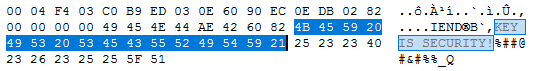 00 04 F4 03 C0 B9 ED 03 0E 60 90 EC 0E DB 02 82 ..ô.À¹í..`.ì.Û.‚
00 00 00 00 49 45 4E 44 AE 42 60 82 4B 45 59 20 ....IEND®B`‚KEY
49 53 20 53 45 43 55 52 49 54 59 21 25 23 23 40 IS SECURITY!%##@
23 26 23 25 25 5F 51 #&#%%_Q